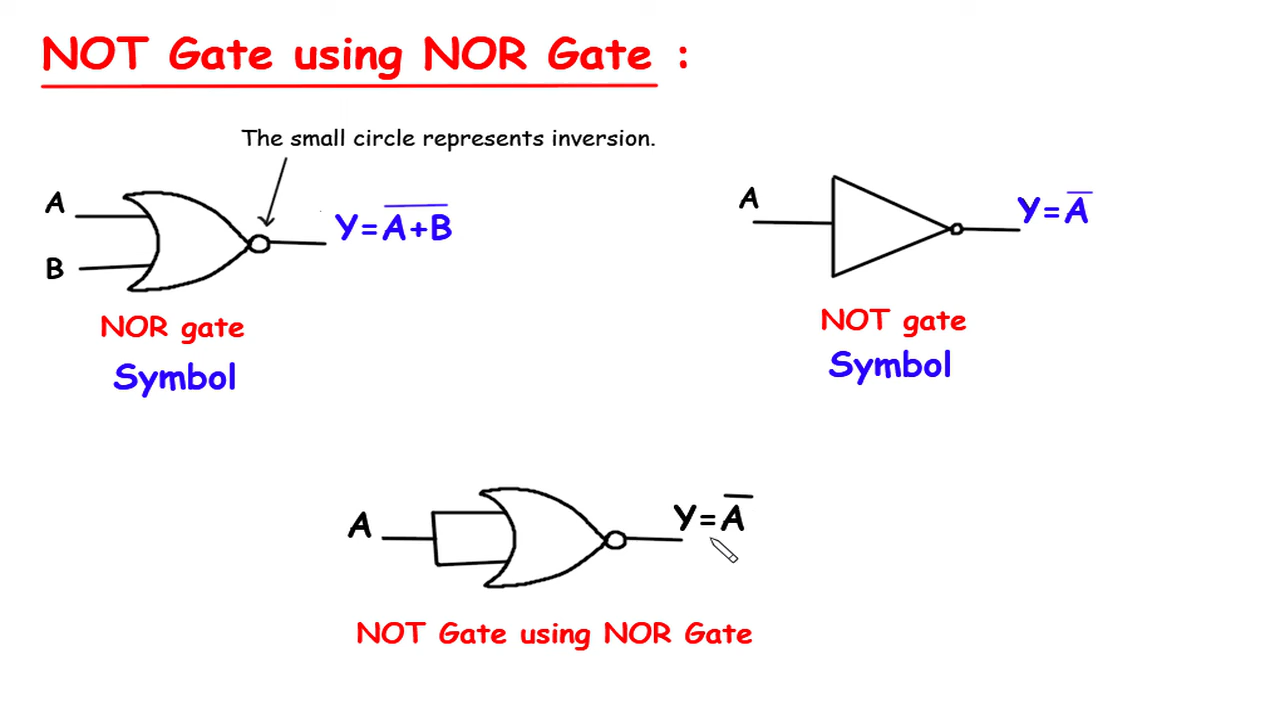 NOT Gate using NOR Gate :
The small circle represents inversion.
A
B
Y=A̅+̅B̅
NOR gate
Symbol
A
Y=A̅
NOT gate
Symbol
A
Y=A̅
NOT Gate using NOR Gate